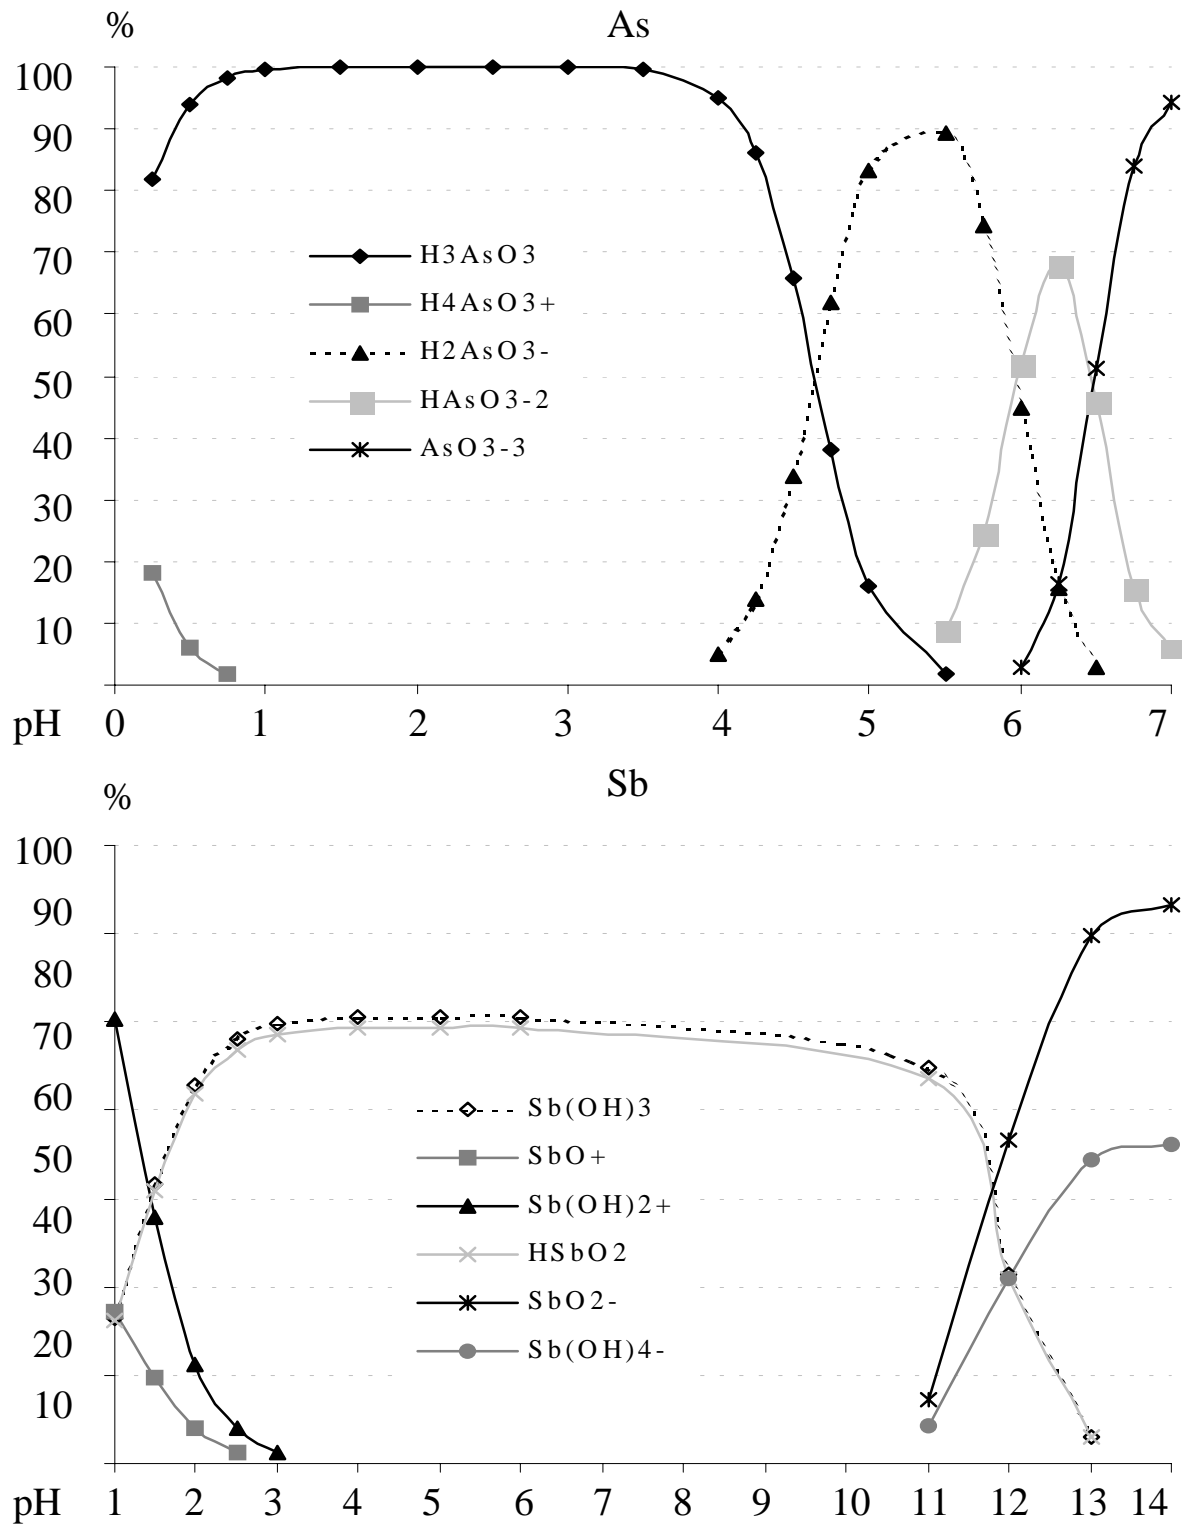 % As
100
90
80
70
60
50
40
30
20
10
H3AsO3
H4AsO3+
H2AsO3-
HAsO3-2
AsO3-3
pH 0 1 2 3 4 5 6 7
% Sb
100
90
80
70
60
50
40
30
20
10
Sb(OH)3
SbO+
Sb(OH)2+
HSbO2
SbO2-
Sb(OH)4-
pH 1 2 3 4 5 6 7 8 9 10 11 12 13 14